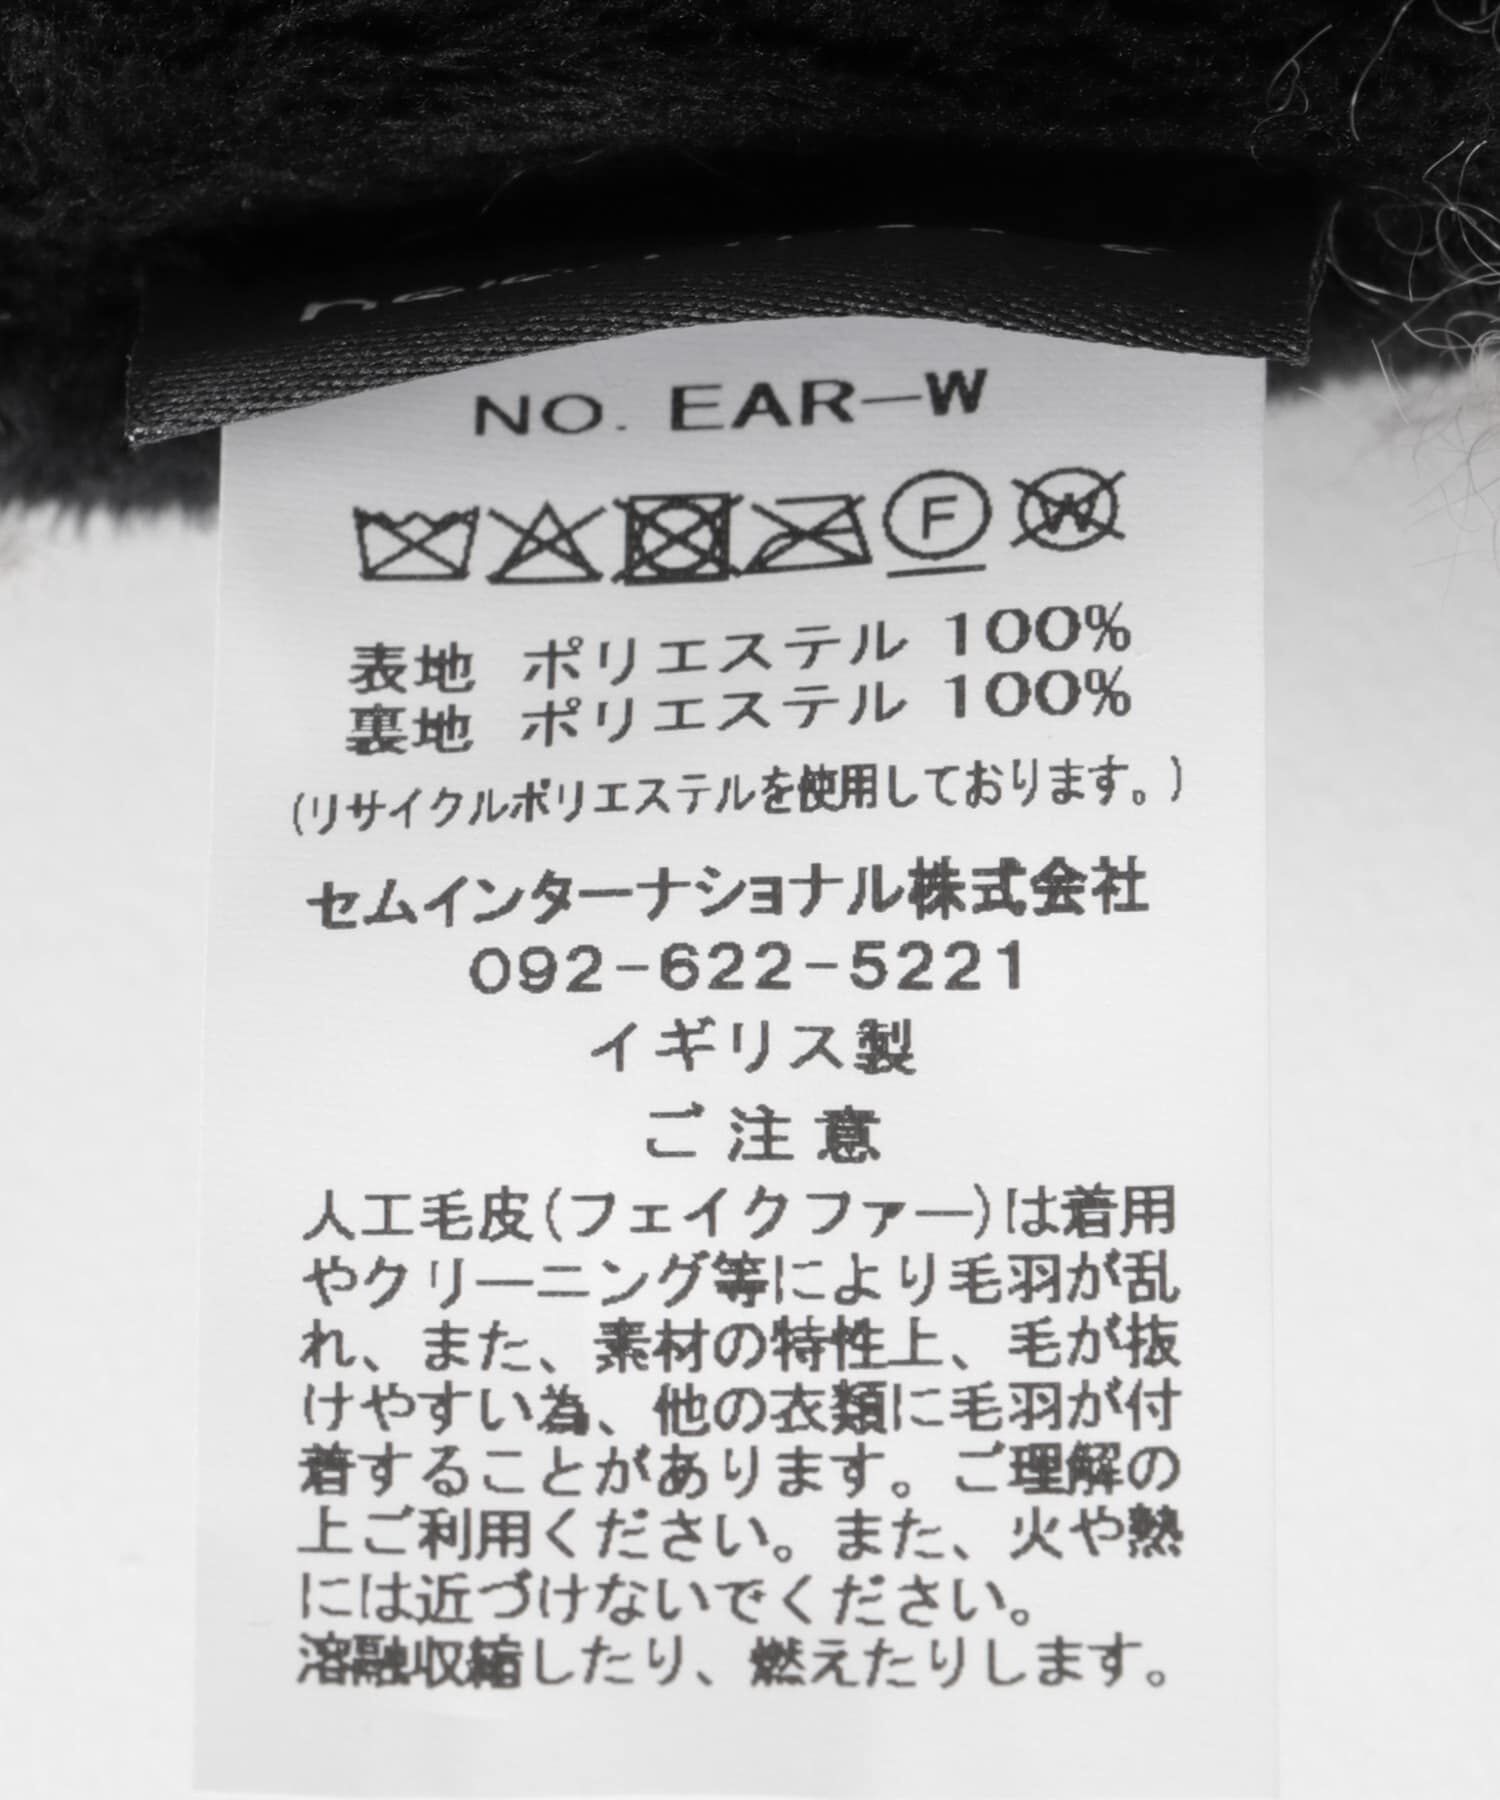 NO. EAR-W
F W
表地 ポリエステル 100%
裏地 ポリエステル 100%
(リサイクルポリエステルを使用しております。)
セムインターナショナル株式会社
092-622-5221
イギリス製
ご注意
人工毛皮(フェイクファー)は着用
やクリーニング等により毛羽が乱
れ、また、素材の特性上、毛が抜
けやすい為、他の衣類に毛羽が付
着することがあります。ご理解の
上ご利用ください。また、火や熱
には近づけないでください。
溶融収縮したり、燃えたりします。